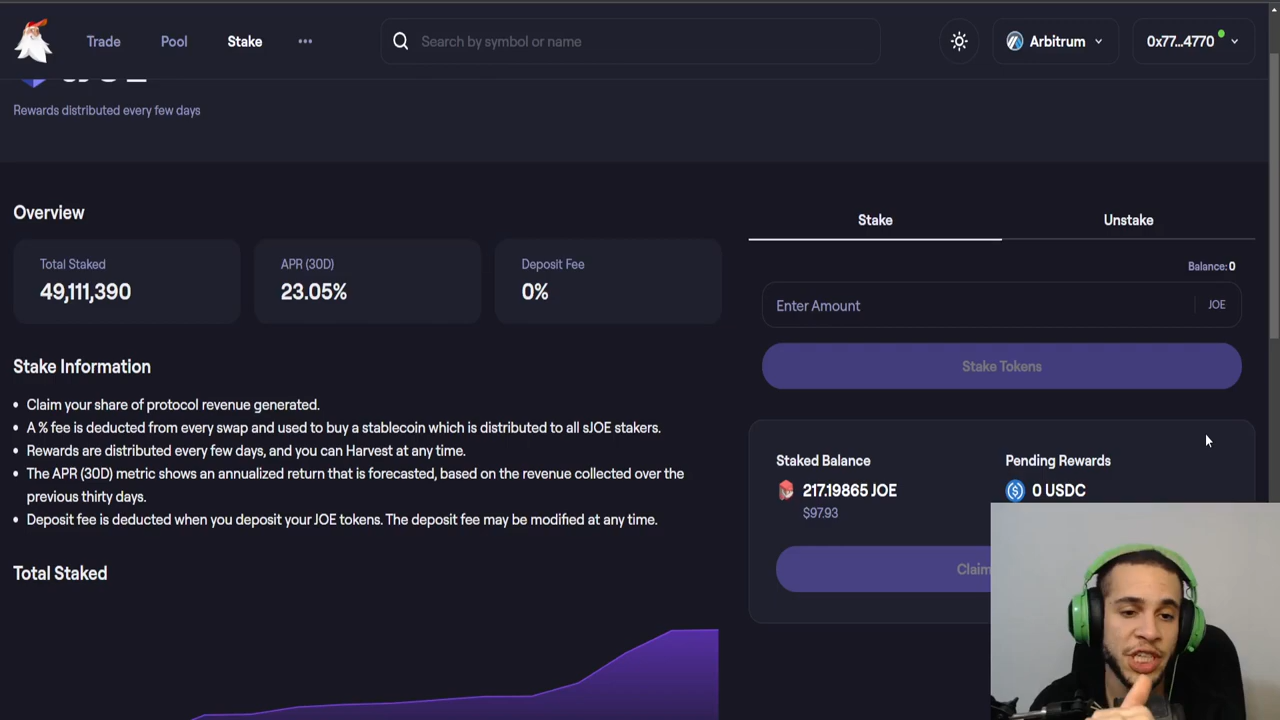 Trade
Pool
Stake
Search by symbol or name
Arbitrum
0x77...4770
Rewards distributed every few days
Overview
Total Staked
49,111,390
APR (30D)
23.05%
Deposit Fee
0%
Stake Information
• Claim your share of protocol revenue generated.
• A % fee is deducted from every swap and used to buy a stablecoin which is distributed to all sJOE stakers.
• Rewards are distributed every few days, and you can Harvest at any time.
• The APR (30D) metric shows an annualized return that is forecasted, based on the revenue collected over the
previous thirty days.
• Deposit fee is deducted when you deposit your JOE tokens. The deposit fee may be modified at any time.
Total Staked
Stake
Unstake
Balance: 0
Enter Amount
JOE
Stake Tokens
Staked Balance
217.19865 JOE
$97.93
Pending Rewards
0 USDC
Claim